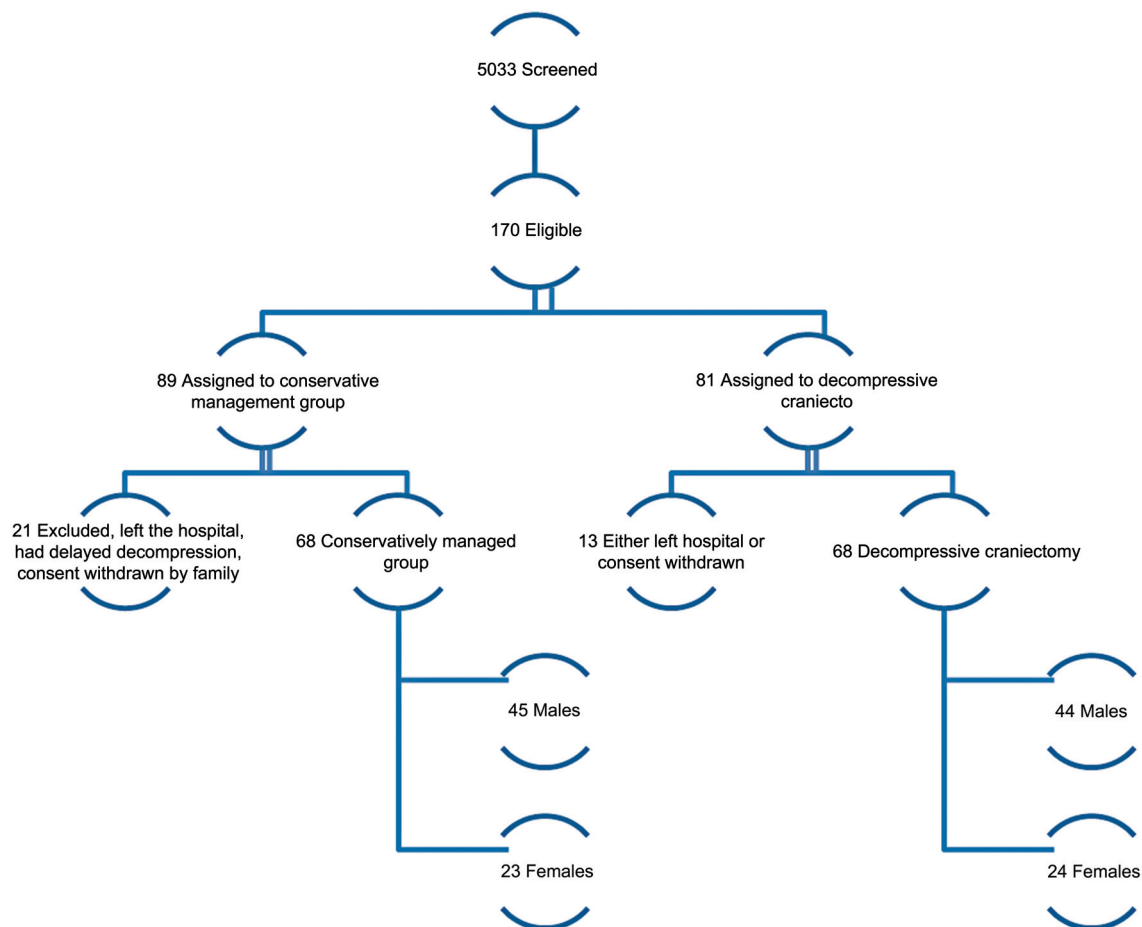 5033 Screened
170 Eligible
89 Assigned to conservative
management group
81 Assigned to decompressive
craniecto
21 Excluded, left the hospital,
had delayed decompression,
consent withdrawn by family
68 Conservatively managed
group
13 Either left hospital or
consent withdrawn
68 Decompressive craniectomy
45 Males
44 Males
23 Females
24 Females